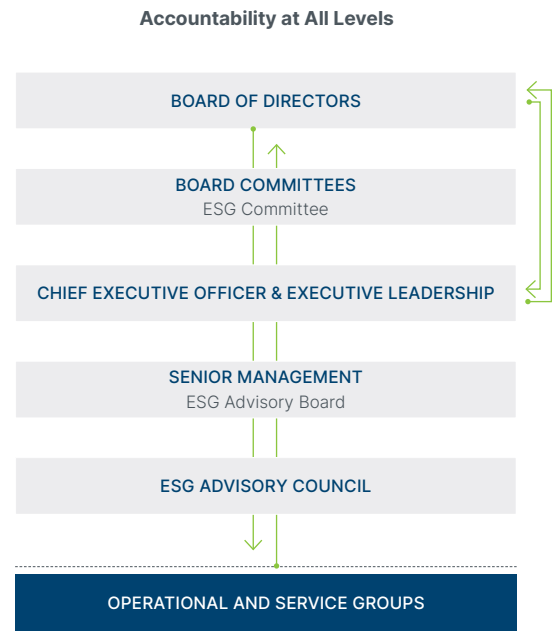 Accountability at All Levels
BOARD OF DIRECTORS
BOARD COMMITTEES
ESG Committee
CHIEF EXECUTIVE OFFICER & EXECUTIVE LEADERSHIP
SENIOR MANAGEMENT
ESG Advisory Board
ESG ADVISORY COUNCIL
OPERATIONAL AND SERVICE GROUPS